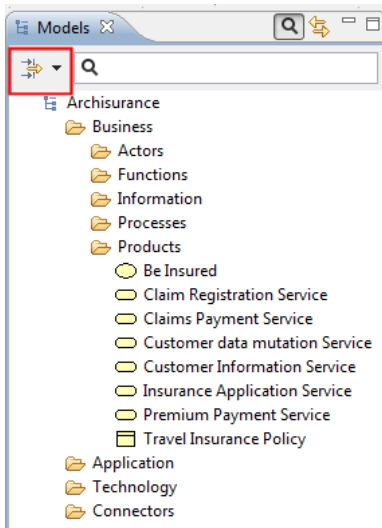 Models
Archisurance
Business
Actors
Functions
Information
Processes
Products
Be Insured
Claim Registration Service
Claims Payment Service
Customer data mutation Service
Customer Information Service
Insurance Application Service
Premium Payment Service
Travel Insurance Policy
Application
Technology
Connectors